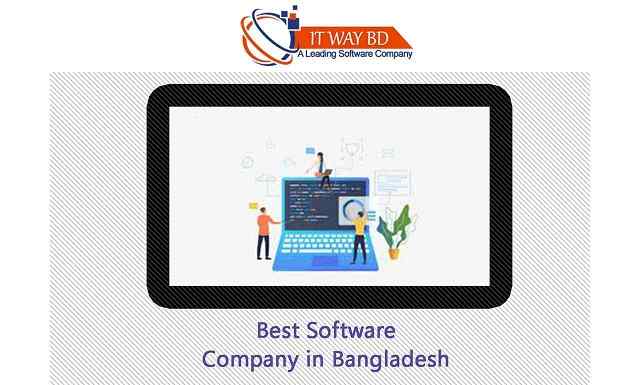 IT WAY BD
A Leading Software Company
Best Software
Company in Bangladesh